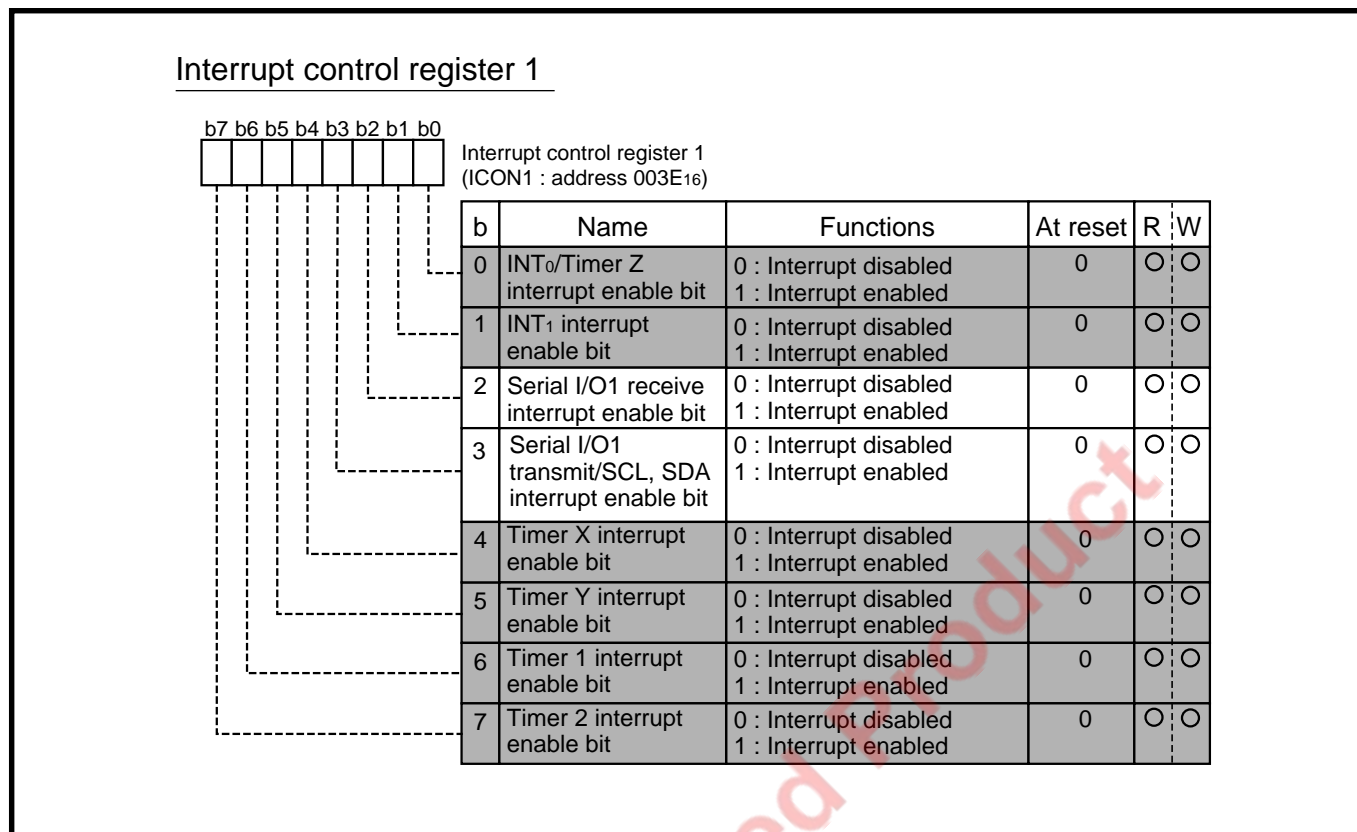 Interrupt control register 1
b7 b6 b5 b4 b3 b2 b1 b0
Interrupt control register 1
(ICON1 : address 003E16)
b Name Functions At reset R W
0 INT0/Timer Z interrupt enable bit 0 : Interrupt disabled 1 : Interrupt enabled 0 O O
1 INT1 interrupt enable bit 0 : Interrupt disabled 1 : Interrupt enabled 0 O O
2 Serial I/O1 receive interrupt enable bit 0 : Interrupt disabled 1 : Interrupt enabled 0 O O
3 Serial I/O1 transmit/SCL, SDA interrupt enable bit 0 : Interrupt disabled 1 : Interrupt enabled 0 O O
4 Timer X interrupt enable bit 0 : Interrupt disabled 1 : Interrupt enabled 0 O O
5 Timer Y interrupt enable bit 0 : Interrupt disabled 1 : Interrupt enabled 0 O O
6 Timer 1 interrupt enable bit 0 : Interrupt disabled 1 : Interrupt enabled 0 O O
7 Timer 2 interrupt enable bit 0 : Interrupt disabled 1 : Interrupt enabled 0 O O
ed Product